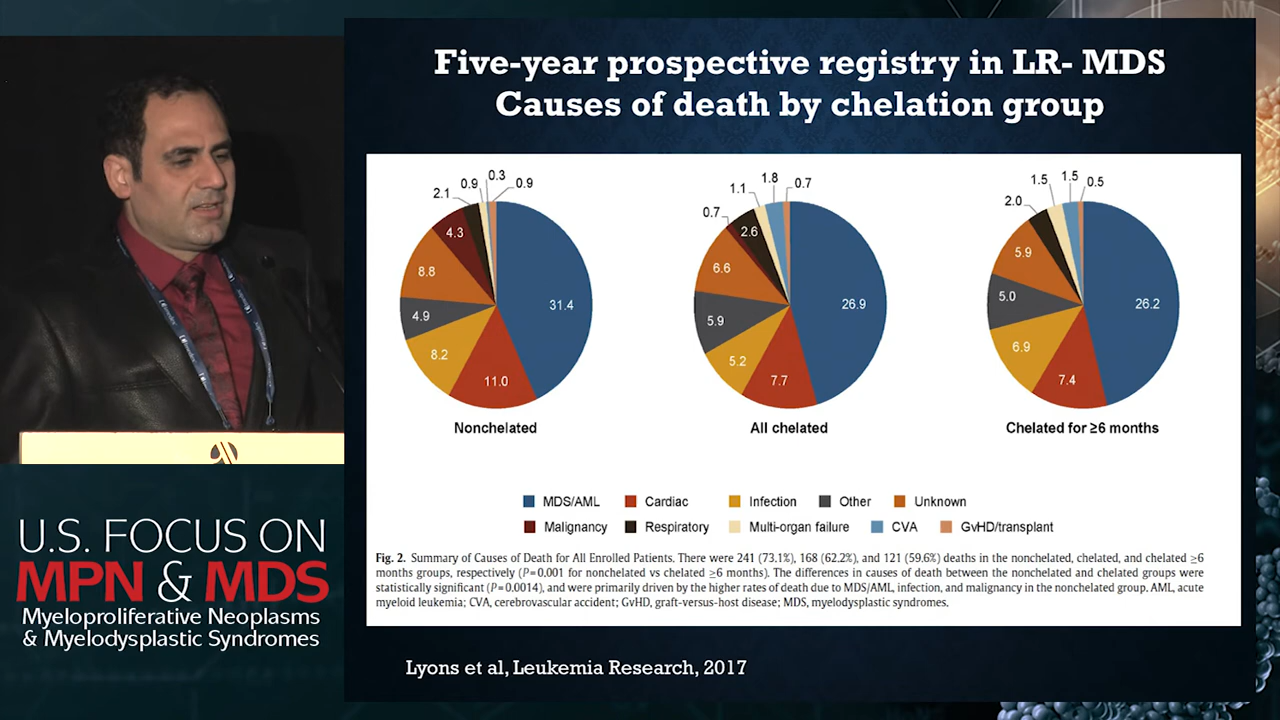 NM
Five-year prospective registry in LR- MDS
Causes of death by chelation group
2.1
0.9
0.3
0.9
4.3
8.8
4.9
8.2
11.0
31.4
Nonchelated
0.7
1.1
1.8
0.7
2.6
6.6
5.9
5.2
7.7
26.9
All chelated
2.0
1.5
1.5
0.5
5.9
5.0
6.9
7.4
26.2
Chelated for ≥6 months
MDS/AML Cardiac Infection Other Unknown
Malignancy Respiratory Multi-organ failure CVA GvHD/transplant
Fig. 2. Summary of Causes of Death for All Enrolled Patients. There were 241 (73.1%), 168 (62.2%), and 121 (59.6%) deaths in the nonchelated, chelated, and chelated ≥6
months groups, respectively (P=0.001 for nonchelated vs chelated ≥6 months). The differences in causes of death between the nonchelated and chelated groups were
statistically significant (P=0.0014), and were primarily driven by the higher rates of death due to MDS/AML, infection, and malignancy in the nonchelated group. AML, acute
myeloid leukemia; CVA, cerebrovascular accident; GvHD, graft-versus-host disease; MDS, myelodysplastic syndromes.
Lyons et al, Leukemia Research, 2017
U.S. FOCUS ON
MPN & MDS
Myeloproliferative Neoplasms
& Myelodysplastic Syndromes